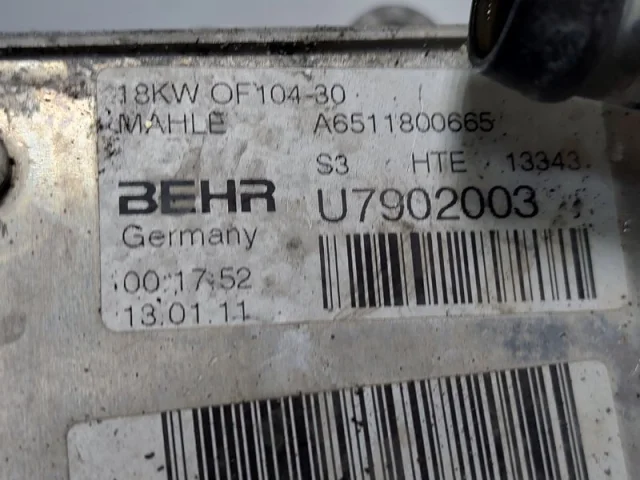 18KW OF104-30
MAHLE A6511800665
S3 HTE 13343
BEHR U7902003
Germany
00:17:52
13.01.11